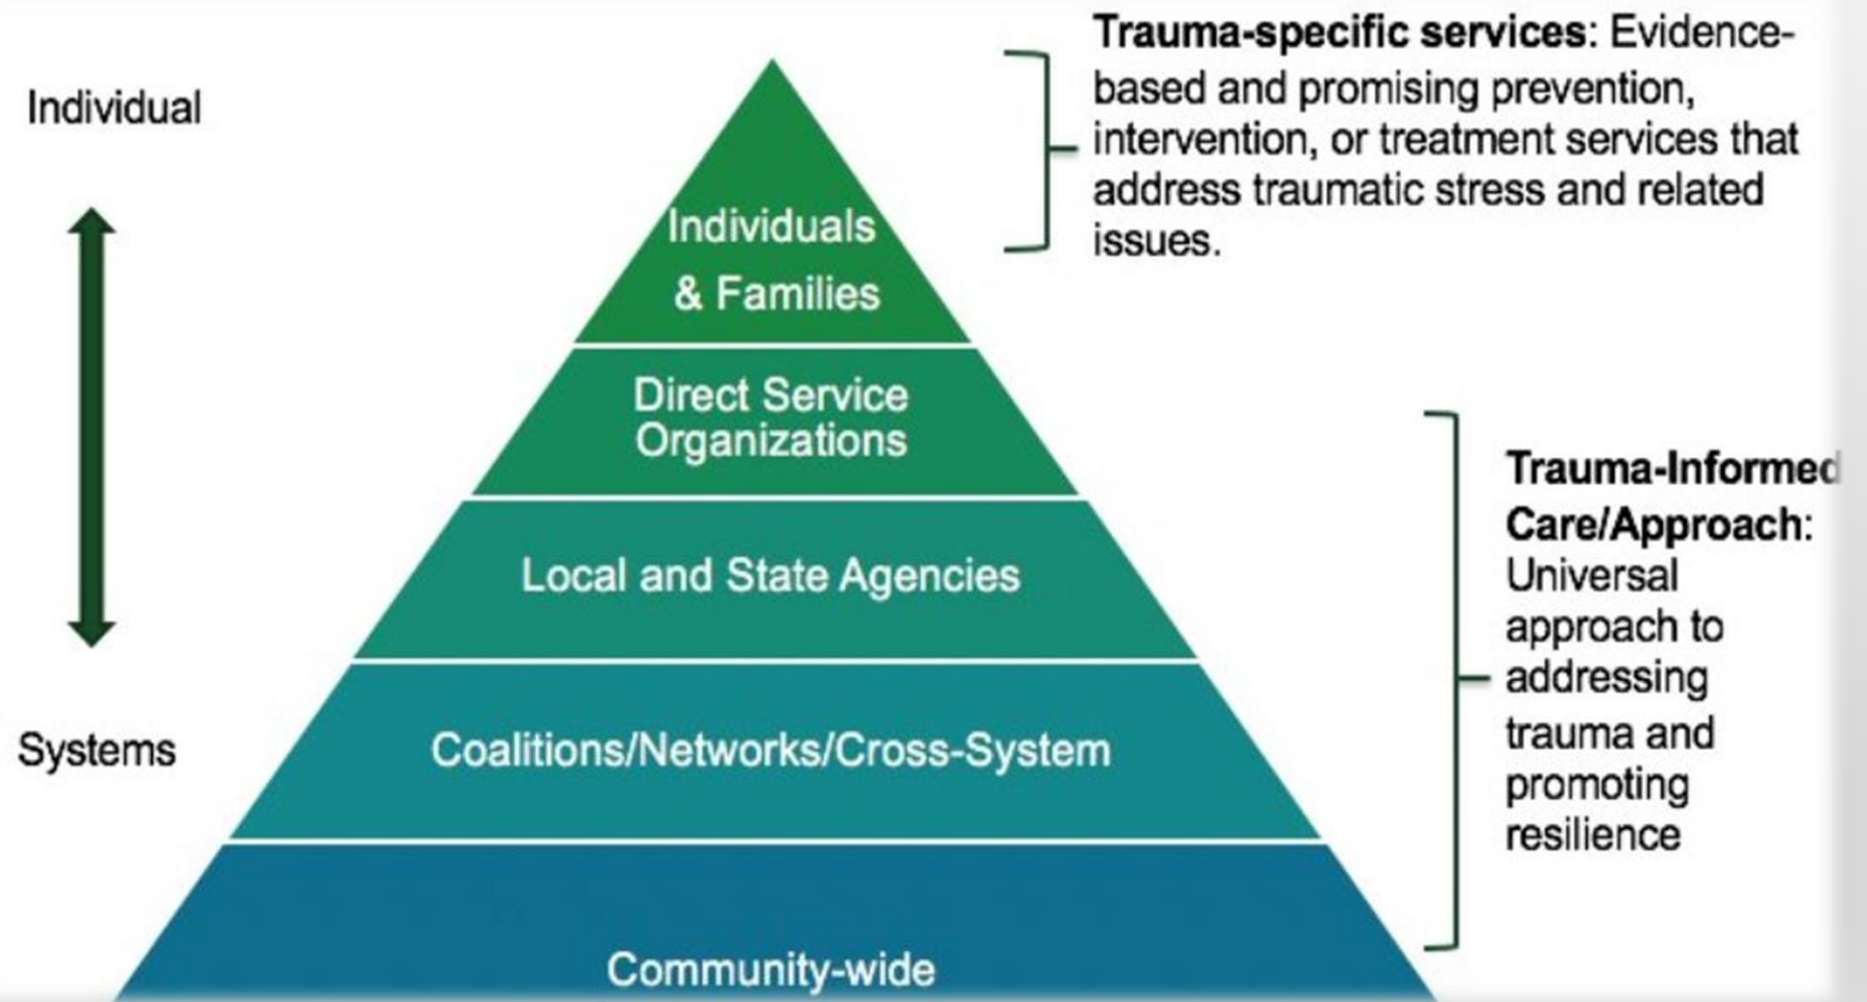 Individual
Systems
Individuals
& Families
Direct Service
Organizations
Local and State Agencies
Coalitions/Networks/Cross-System
Community-wide
Trauma-specific services: Evidence-
based and promising prevention,
intervention, or treatment services that
address traumatic stress and related
issues.
Trauma-Informed
Care/Approach:
Universal
approach to
addressing
trauma and
promoting
resilience